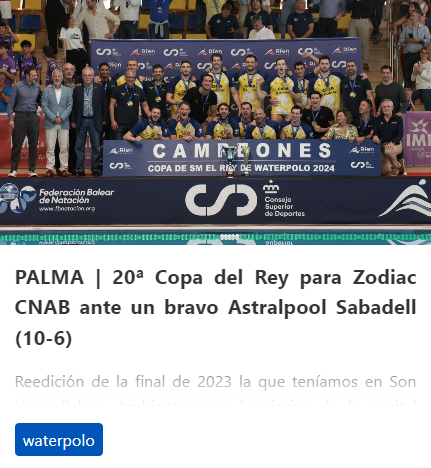 CAMPEONES
COPA DE SM EL REY DE WATERPOLO 2024
Federación Balear
de Natación
www.fbnatacion.org
Consejo
Superior
de Deportes
PALMA | 20ª Copa del Rey para Zodiac
CNAB ante un bravo Astralpool Sabadell
(10-6)
Reedición de la final de 2023 la que teníamos en Son
waterpolo